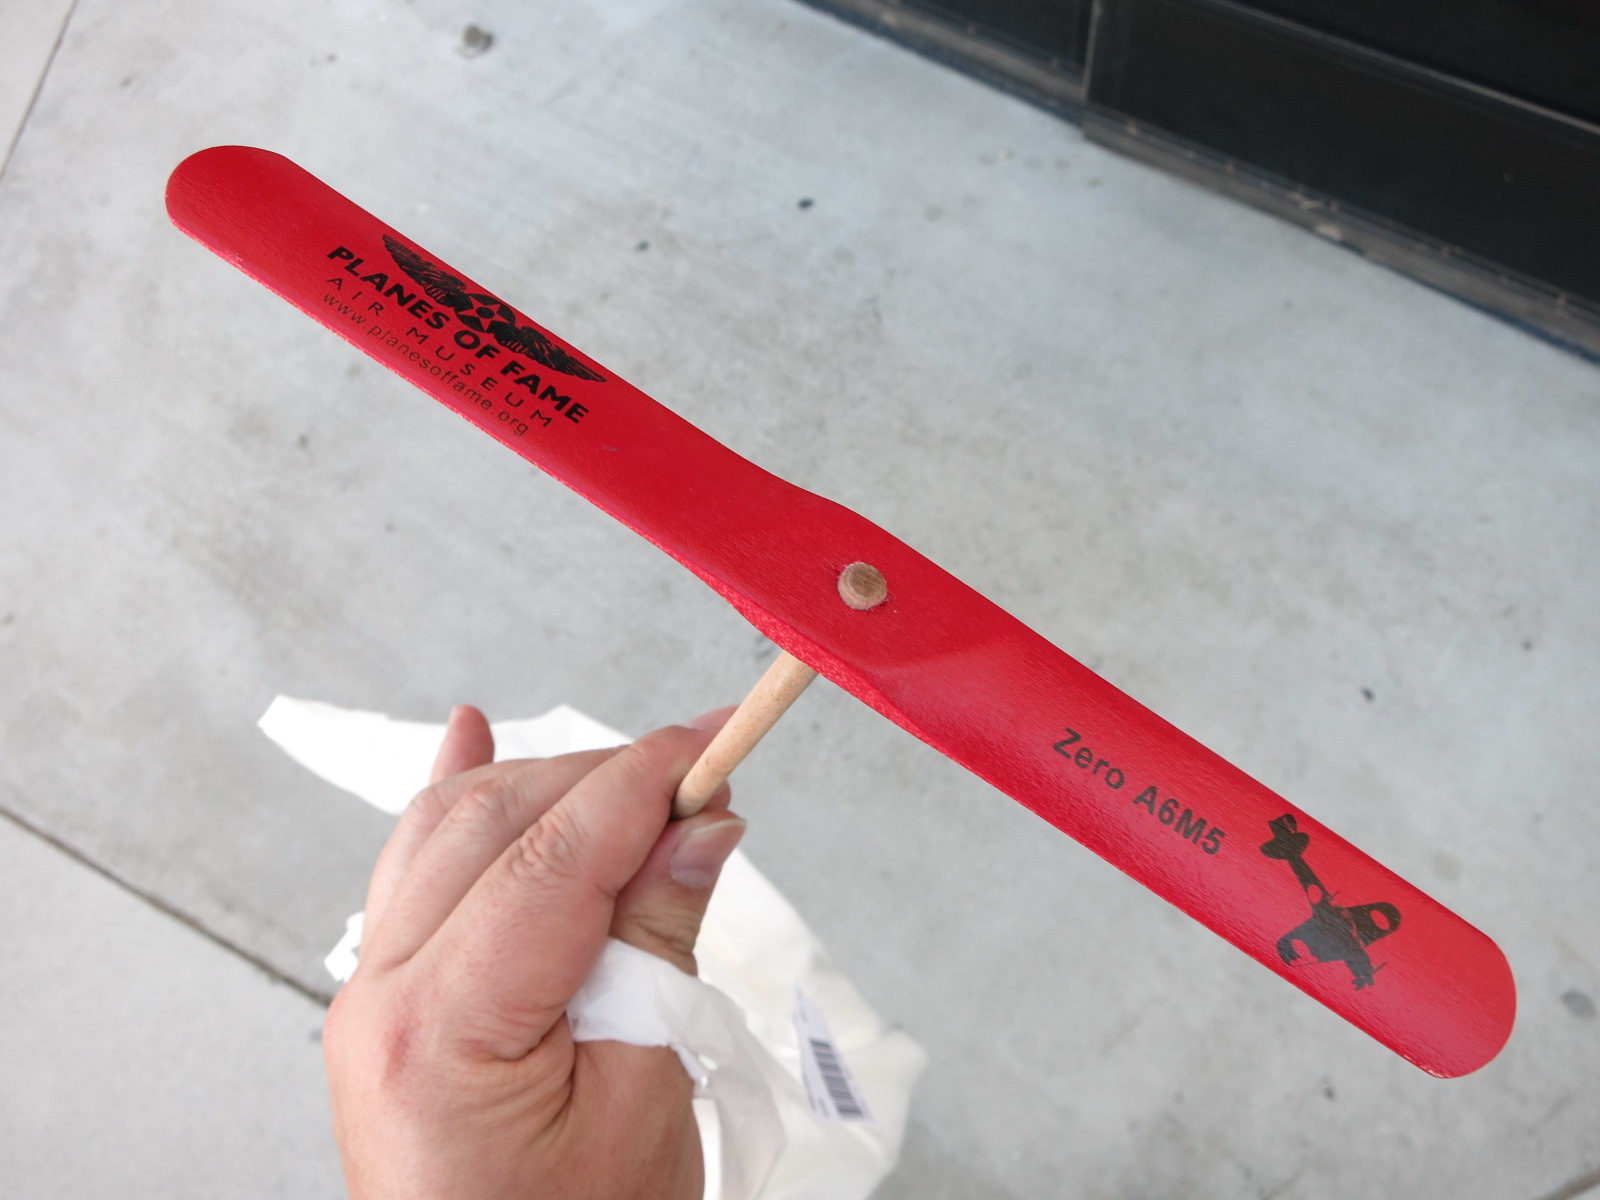 PLANES OF FAME
AIR MUSEUM
www.planesoffame.org
Zero A6M5